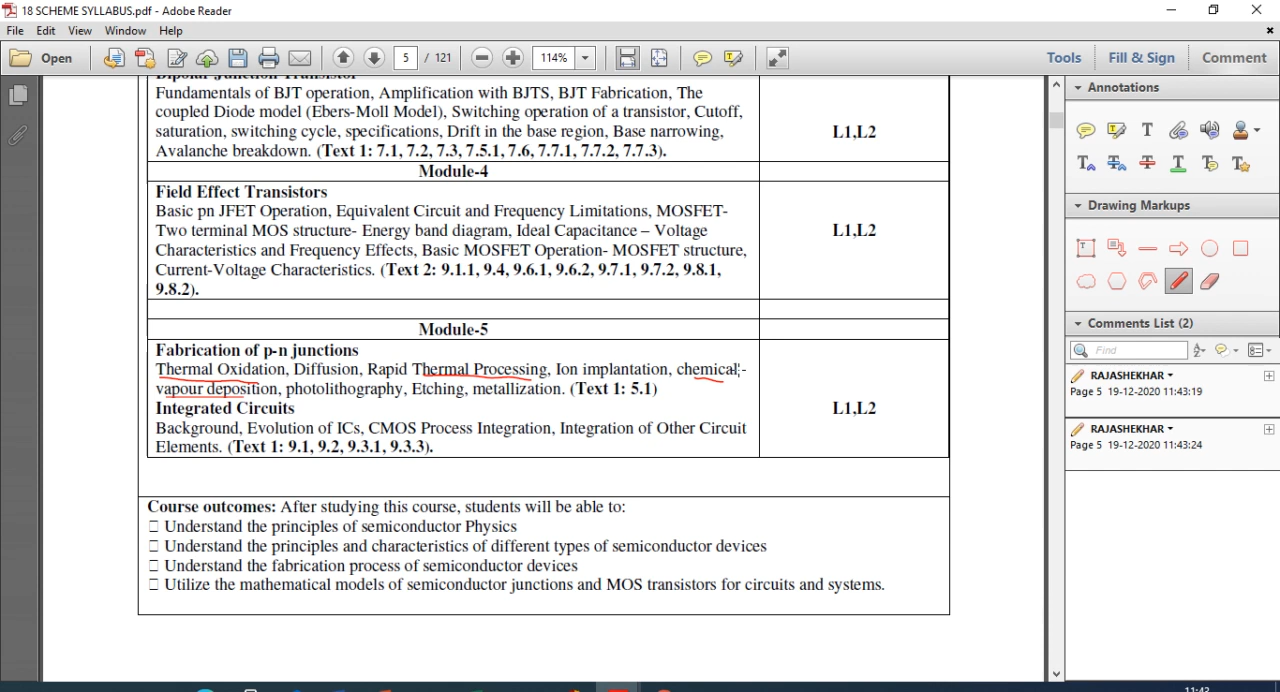 18 SCHEME SYLLABUS.pdf - Adobe Reader
File Edit View Window Help
Open 5 / 121 114% Tools Fill & Sign Comment
Bipolar Junction Transistor
Fundamentals of BJT operation, Amplification with BJTS, BJT Fabrication, The
coupled Diode model (Ebers-Moll Model), Switching operation of a transistor, Cutoff,
saturation, switching cycle, specifications, Drift in the base region, Base narrowing,
Avalanche breakdown. (Text 1: 7.1, 7.2, 7.3, 7.5.1, 7.6, 7.7.1, 7.7.2, 7.7.3).
L1,L2
Module-4
Field Effect Transistors
Basic pn JFET Operation, Equivalent Circuit and Frequency Limitations, MOSFET-
Two terminal MOS structure- Energy band diagram, Ideal Capacitance – Voltage
Characteristics and Frequency Effects, Basic MOSFET Operation- MOSFET structure,
Current-Voltage Characteristics. (Text 2: 9.1.1, 9.4, 9.6.1, 9.6.2, 9.7.1, 9.7.2, 9.8.1,
9.8.2).
L1,L2
Module-5
Fabrication of p-n junctions
Thermal Oxidation, Diffusion, Rapid Thermal Processing, Ion implantation, chemical-
vapour deposition, photolithography, Etching, metallization. (Text 1: 5.1)
Integrated Circuits
Background, Evolution of ICs, CMOS Process Integration, Integration of Other Circuit
Elements. (Text 1: 9.1, 9.2, 9.3.1, 9.3.3).
L1,L2
Course outcomes: After studying this course, students will be able to:
Understand the principles of semiconductor Physics
Understand the principles and characteristics of different types of semiconductor devices
Understand the fabrication process of semiconductor devices
Utilize the mathematical models of semiconductor junctions and MOS transistors for circuits and systems.
Annotations
Drawing Markups
Comments List (2)
Find
RAJASHEKHAR
Page 5 19-12-2020 11:43:19
RAJASHEKHAR
Page 5 19-12-2020 11:43:24
11:43